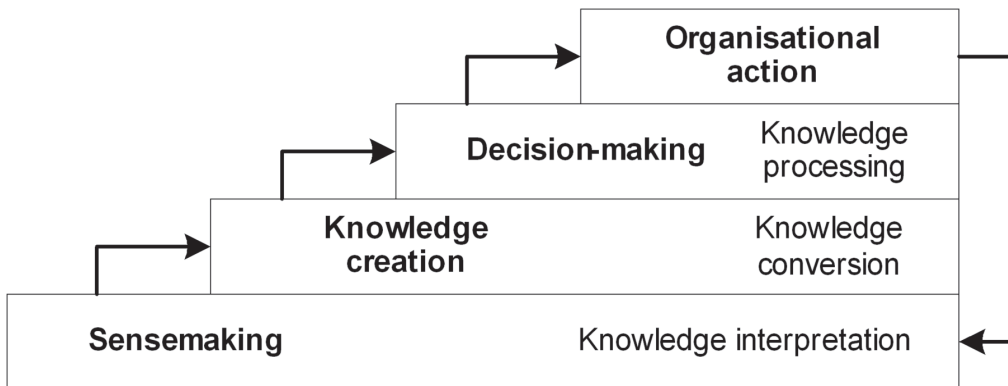 Organisational
action
Decision-making
Knowledge
processing
Knowledge
creation
Knowledge
conversion
Sensemaking
Knowledge interpretation